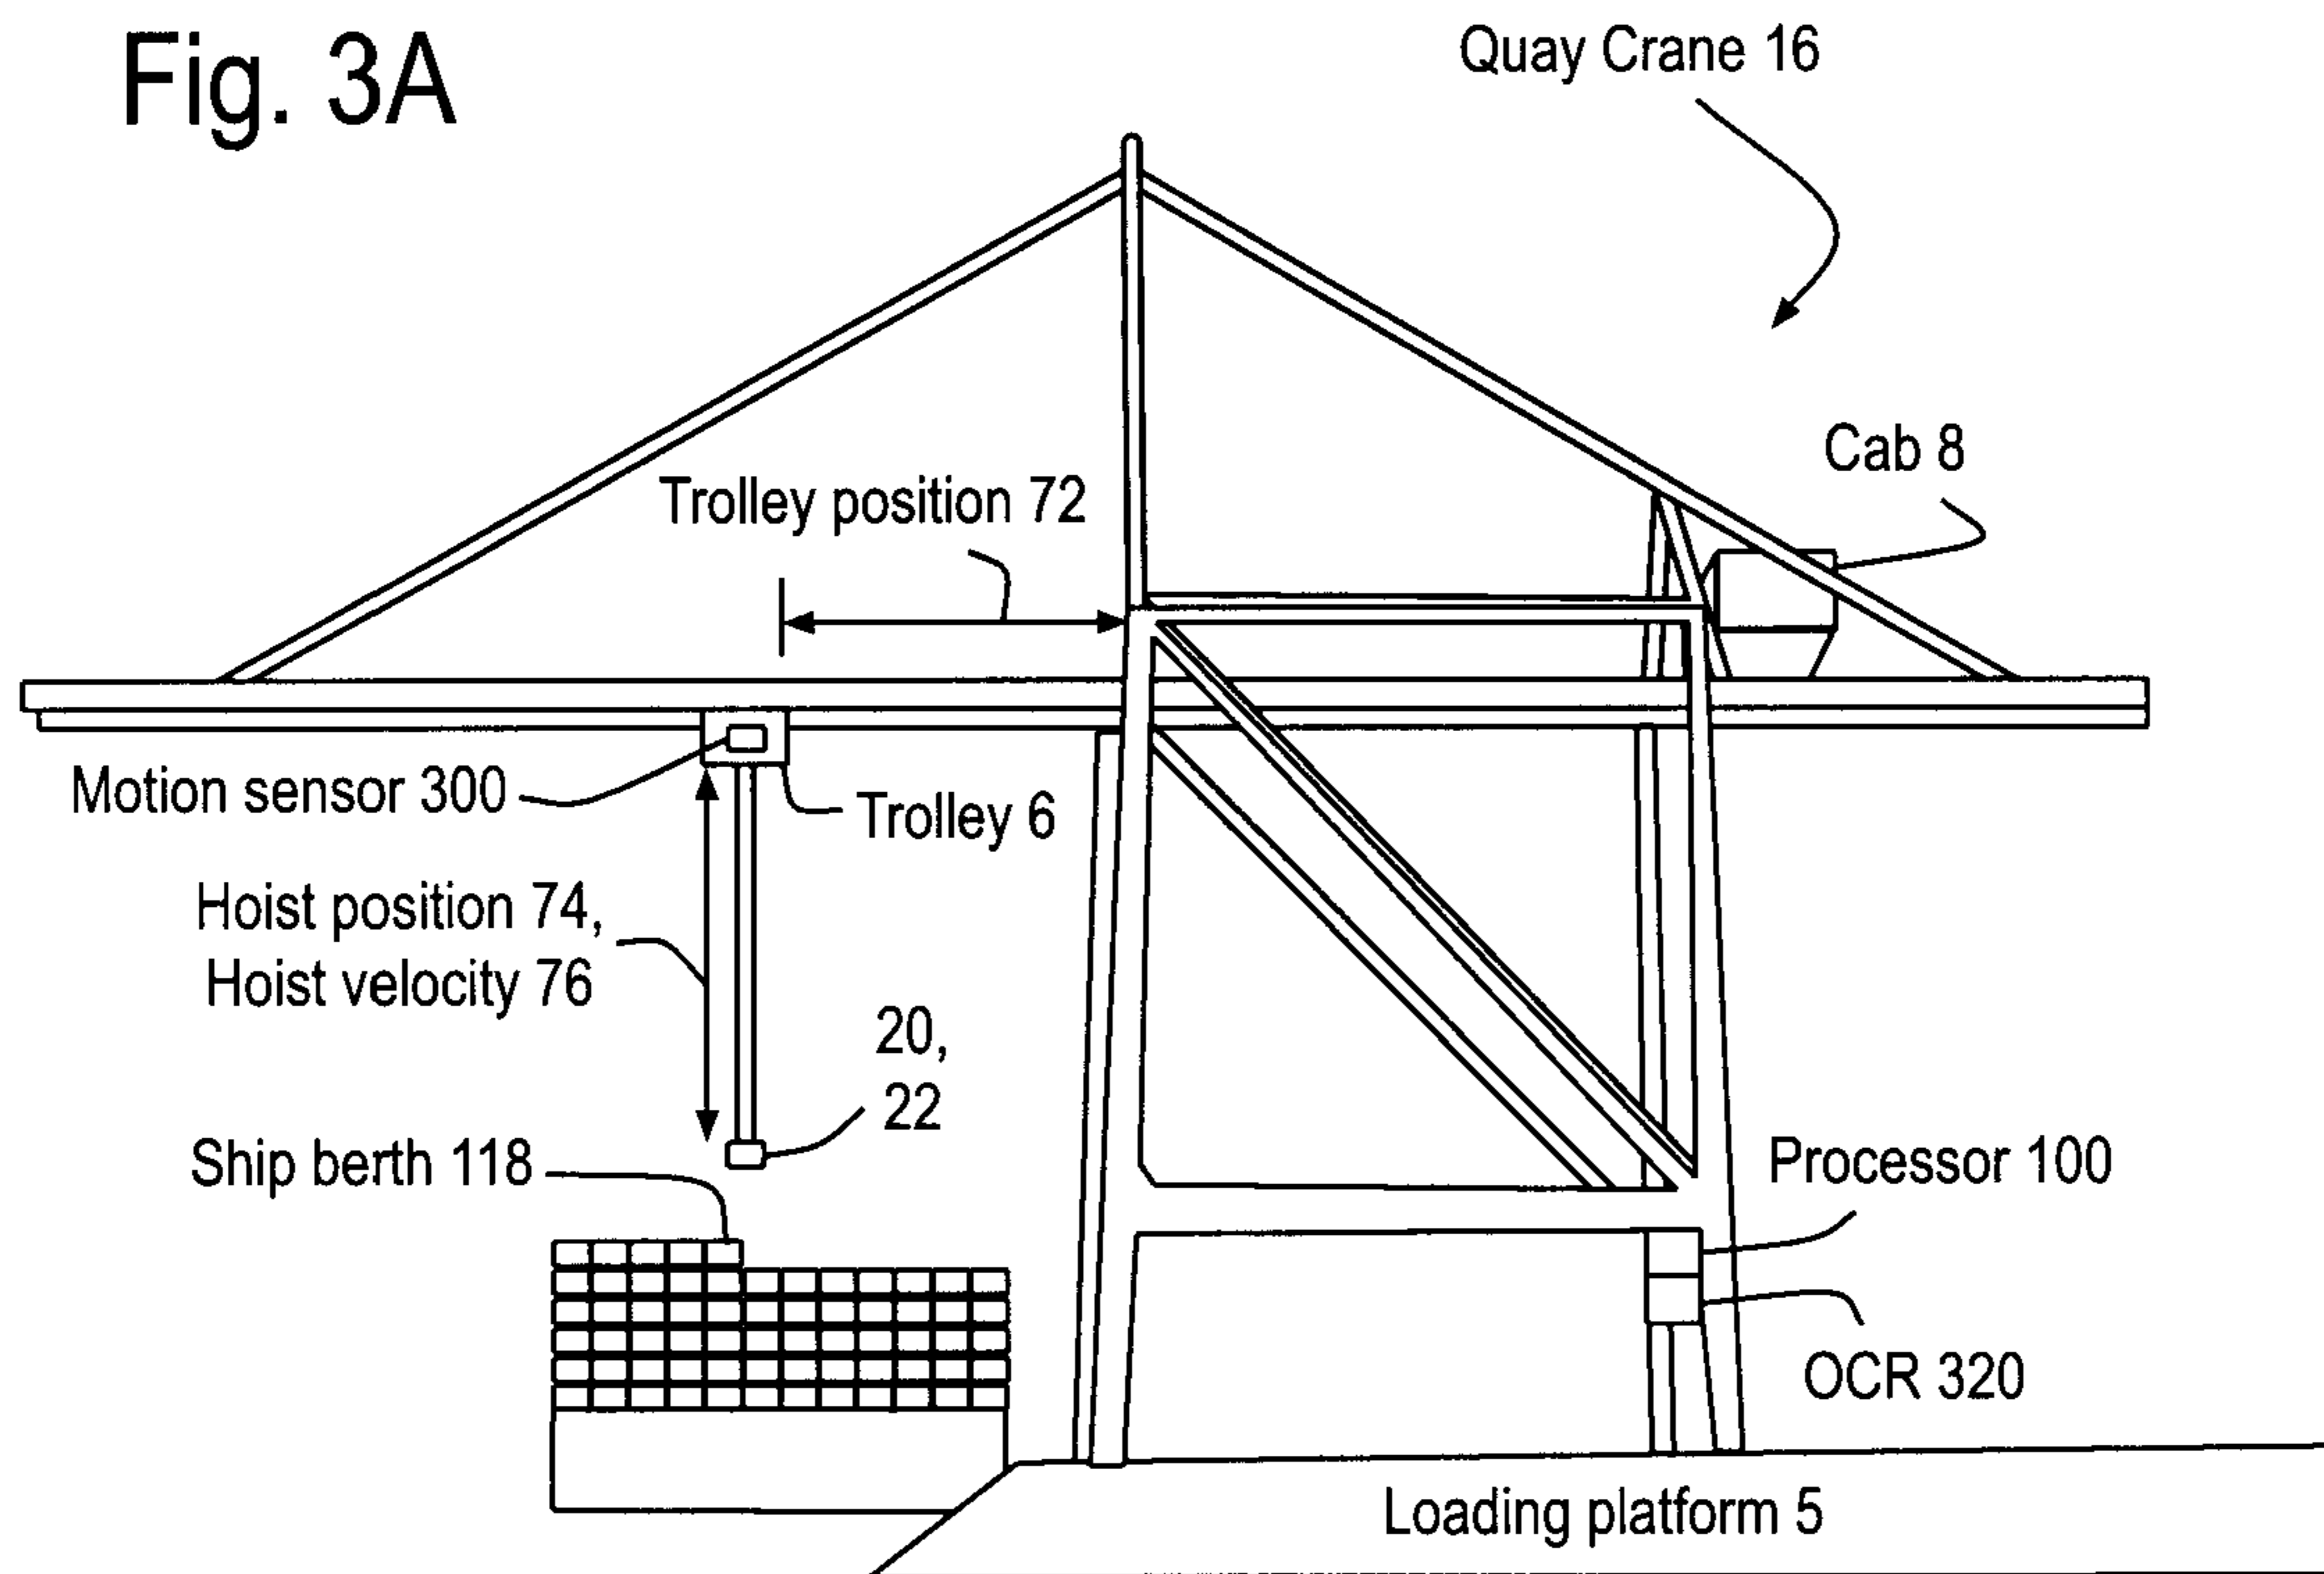 Fig. 3A
Quay Crane 16
Cab 8
Trolley position 72
Motion sensor 300
Trolley 6
Hoist position 74,
Hoist velocity 76
20,
22
Ship berth 118
Processor 100
OCR 320
Loading platform 5